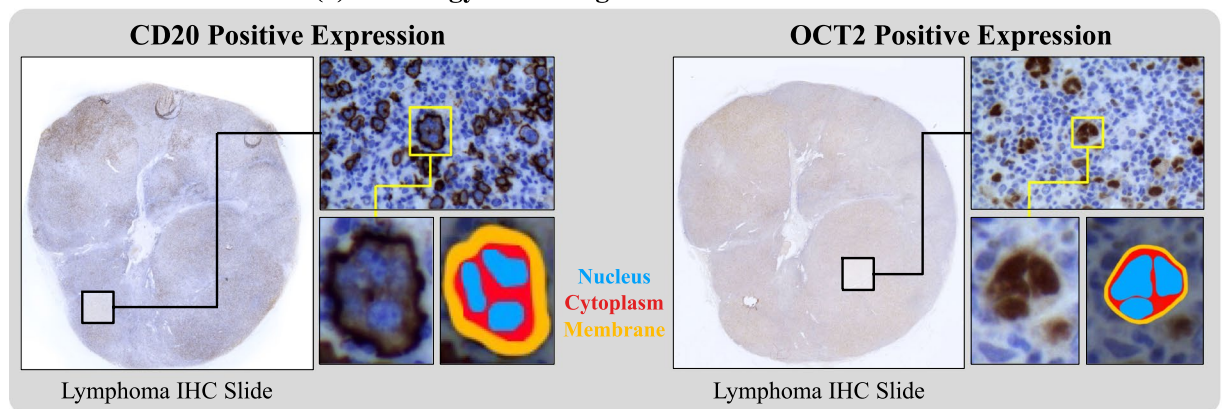 CD20 Positive Expression
OCT2 Positive Expression
Nucleus
Cytoplasm
Membrane
Lymphoma IHC Slide
Lymphoma IHC Slide